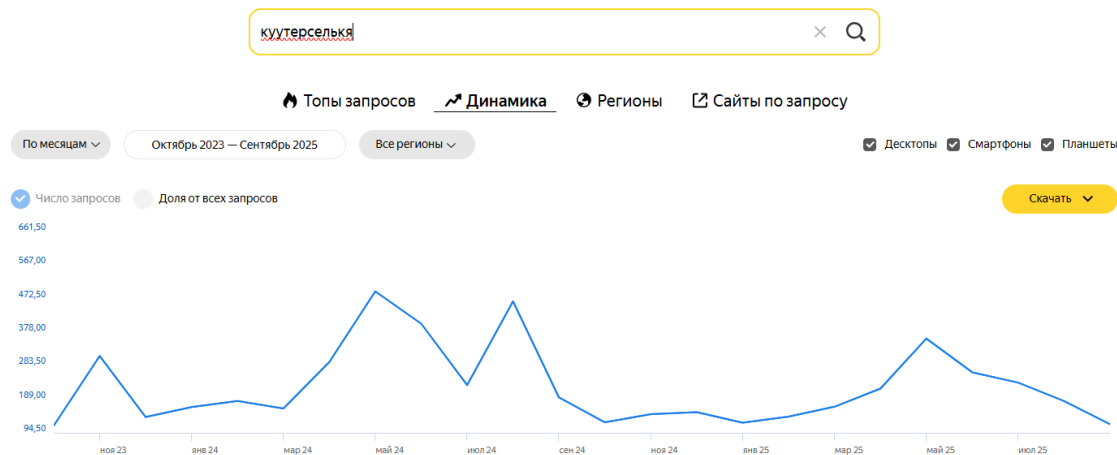 куутерселькя
Топы запросов Динамика Регионы Сайты по запросу
По месяцам Октябрь 2023 — Сентябрь 2025 Все регионы Десктопы Смартфоны Планшеты
Число запросов Доля от всех запросов Скачать
661,50
567,00
472,50
378,00
283,50
189,00
94,50
ноя 23 янв 24 мар 24 май 24 июл 24 сен 24 ноя 24 янв 25 мар 25 май 25 июл 25